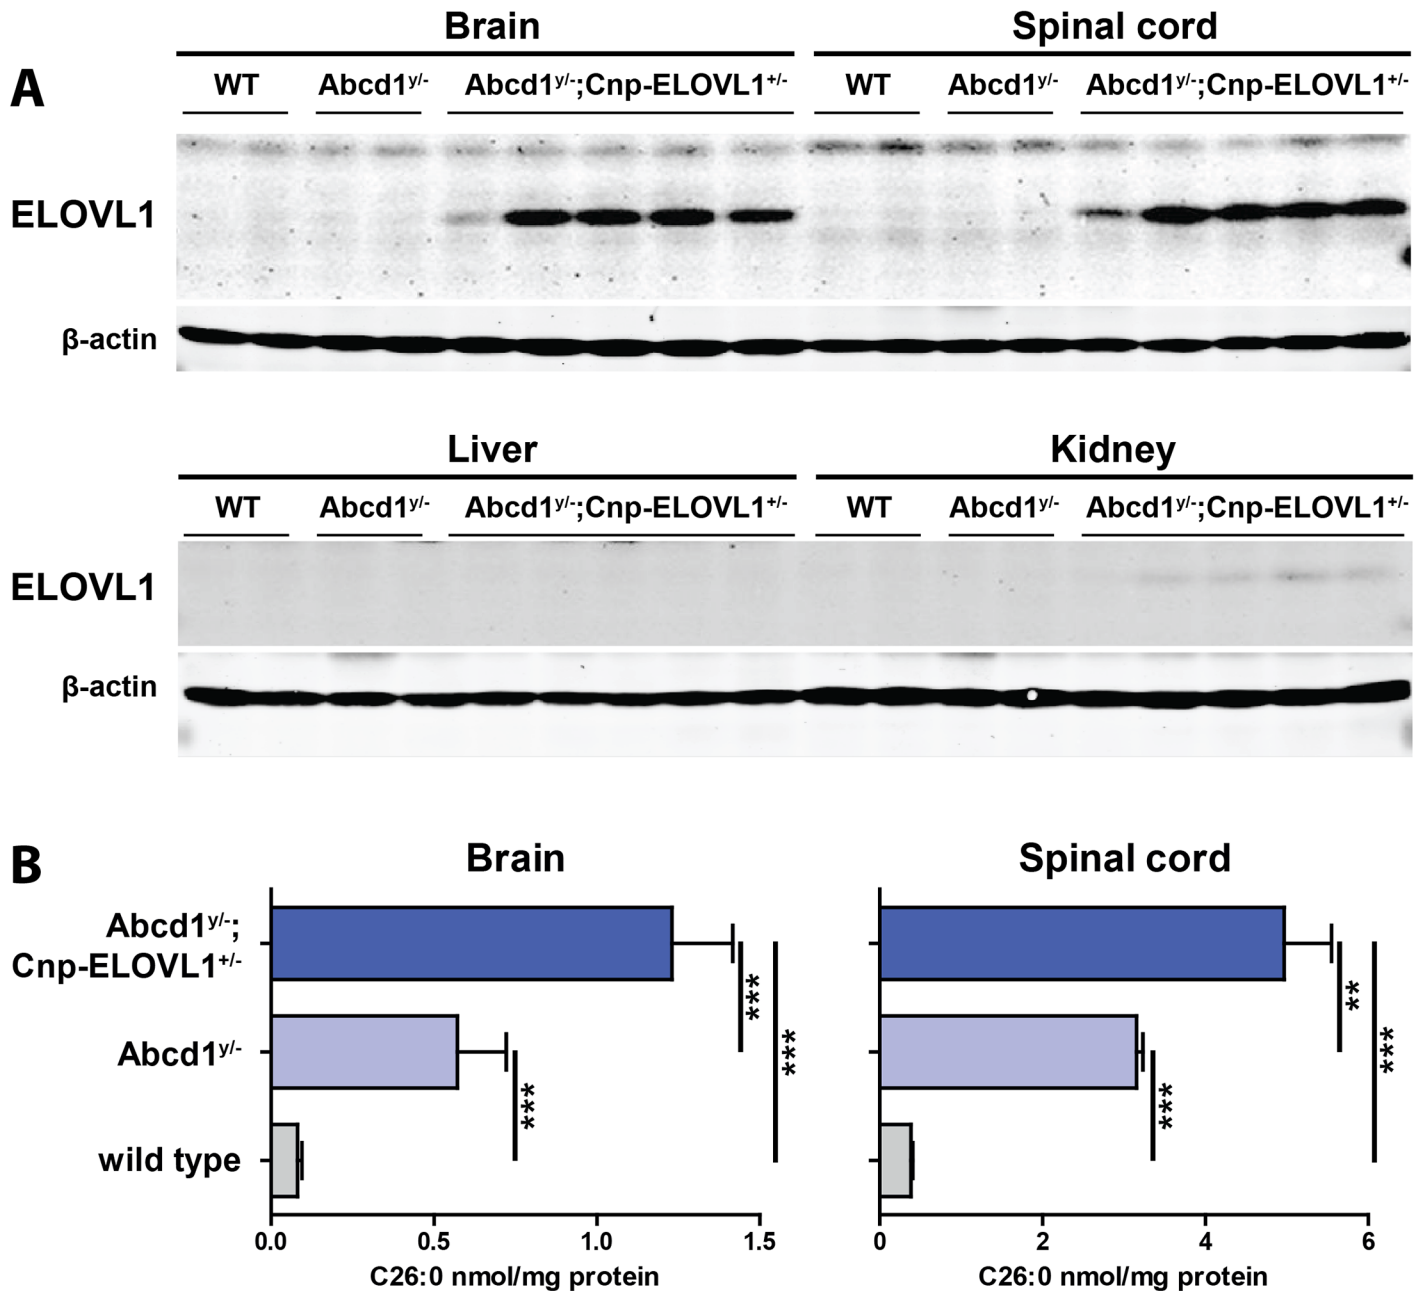 Brain Spinal cord
A
WT Abcd1y/- Abcd1y/-;Cnp-ELOVL1+/- WT Abcd1y/- Abcd1y/-;Cnp-ELOVL1+/-
ELOVL1
β-actin
Liver Kidney
WT Abcd1y/- Abcd1y/-;Cnp-ELOVL1+/- WT Abcd1y/- Abcd1y/-;Cnp-ELOVL1+/-
ELOVL1
β-actin
B
Brain Spinal cord
Abcd1y/-;
Cnp-ELOVL1+/-
Abcd1y/-
wild type
*** *** ***
** *** ***
0.0 0.5 1.0 1.5 0 2 4 6
C26:0 nmol/mg protein C26:0 nmol/mg protein